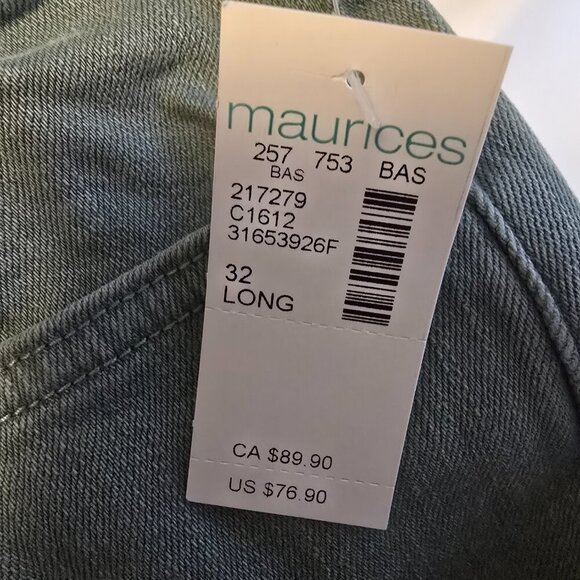 maurices
257 753 BAS
BAS
217279
C1612
31653926F
32
LONG
CA $89.90
US $76.90